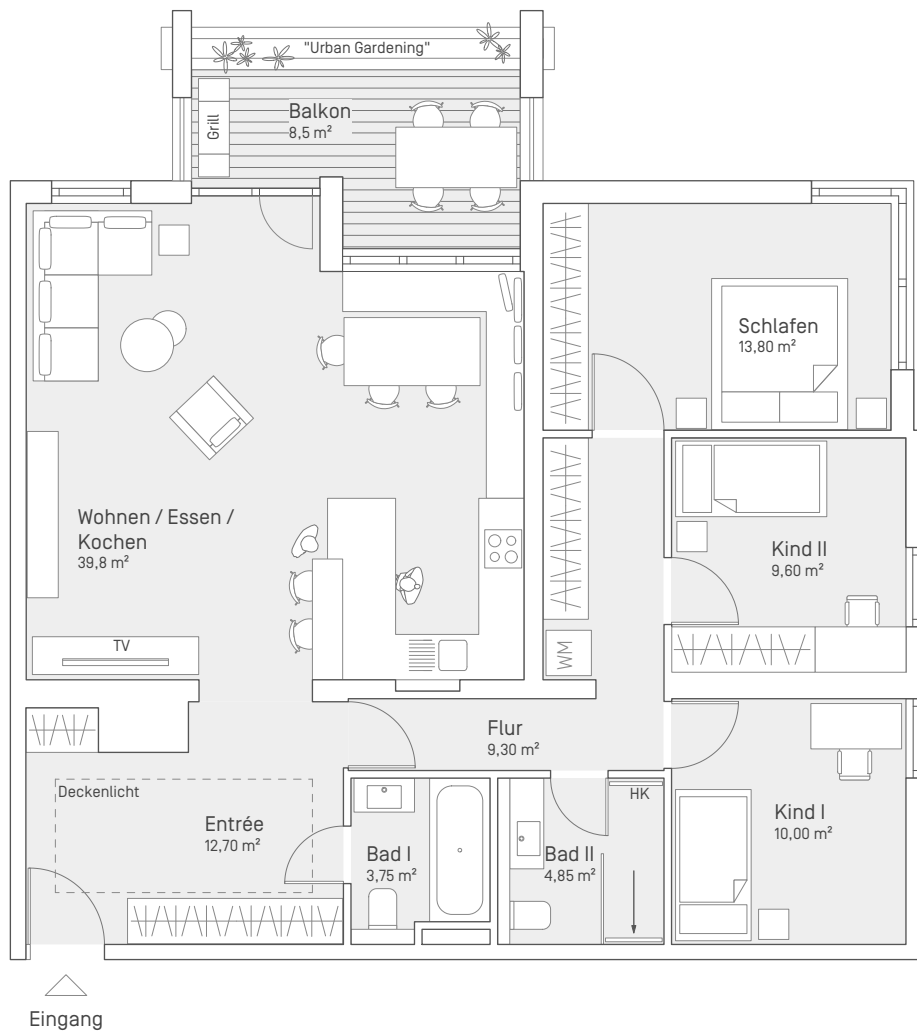 "Urban Gardening"
Grill
Balkon
8,5 m²
Schlafen
13,80 m²
Wohnen / Essen /
Kochen
39,8 m²
Kind II
9,60 m²
TV
WM
Flur
9,30 m²
Deckenlicht
Entrée
12,70 m²
Bad I
3,75 m²
Bad II
4,85 m²
HK
Kind I
10,00 m²
Eingang